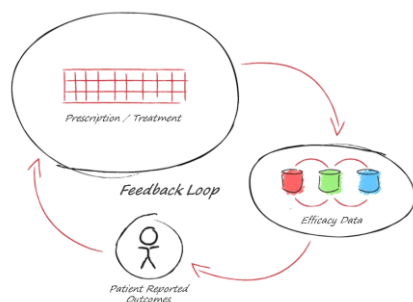 Prescription / Treatment
Feedback Loop
Efficacy Data
Patient Reported
Outcomes